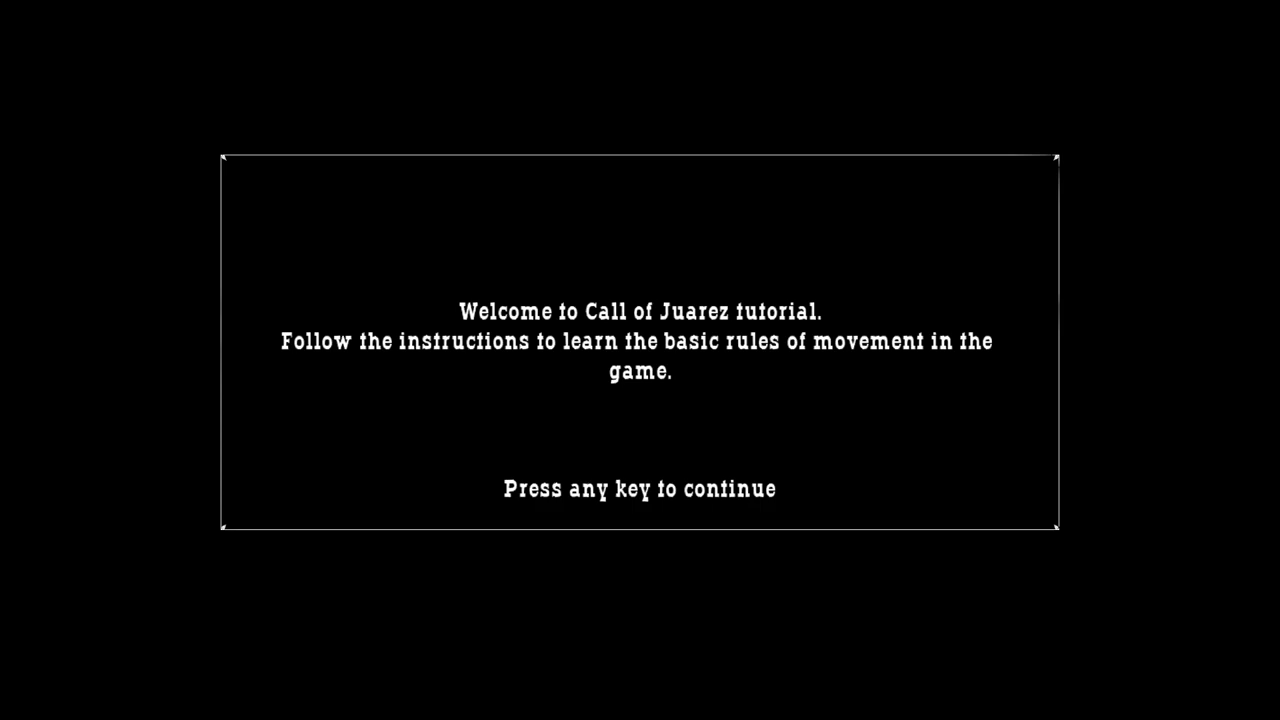 Welcome to Call of Juarez tutorial.
Follow the instructions to learn the basic rules of movement in the
game.
Press any key to continue